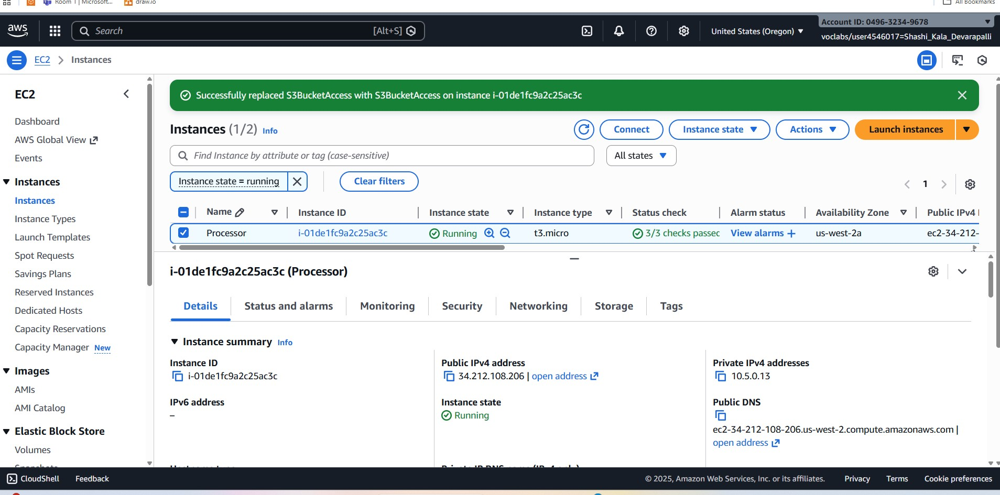 Room 1 | Microsoft...
draw.io
All Bookmarks
aws
Search
[Alt+S]
United States (Oregon)
Account ID: 0496-3234-9678
voclabs/user4546017=Shashi_Kala_Devarapalli
EC2
Instances
EC2
Dashboard
AWS Global View
Events
Instances
Instances
Instance Types
Launch Templates
Spot Requests
Savings Plans
Reserved Instances
Dedicated Hosts
Capacity Reservations
Capacity Manager New
Images
AMIs
AMI Catalog
Elastic Block Store
Volumes
Snapshots
Successfully replaced S3BucketAccess with S3BucketAccess on instance i-01de1fc9a2c25ac3c
Instances (1/2) Info
Connect
Instance state
Actions
Launch instances
Find Instance by attribute or tag (case-sensitive)
All states
Instance state = running
Clear filters
1
Name
Instance ID
Instance state
Instance type
Status check
Alarm status
Availability Zone
Public IPv4
Processor
i-01de1fc9a2c25ac3c
Running
t3.micro
3/3 checks passec
View alarms +
us-west-2a
ec2-34-212-
i-01de1fc9a2c25ac3c (Processor)
Details
Status and alarms
Monitoring
Security
Networking
Storage
Tags
Instance summary Info
Instance ID
i-01de1fc9a2c25ac3c
Public IPv4 address
34.212.108.206 | open address
Private IPv4 addresses
10.5.0.13
IPv6 address
–
Instance state
Running
Public DNS
ec2-34-212-108-206.us-west-2.compute.amazonaws.com |
open address
CloudShell
Feedback
© 2025, Amazon Web Services, Inc. or its affiliates.
Privacy
Terms
Cookie preferences